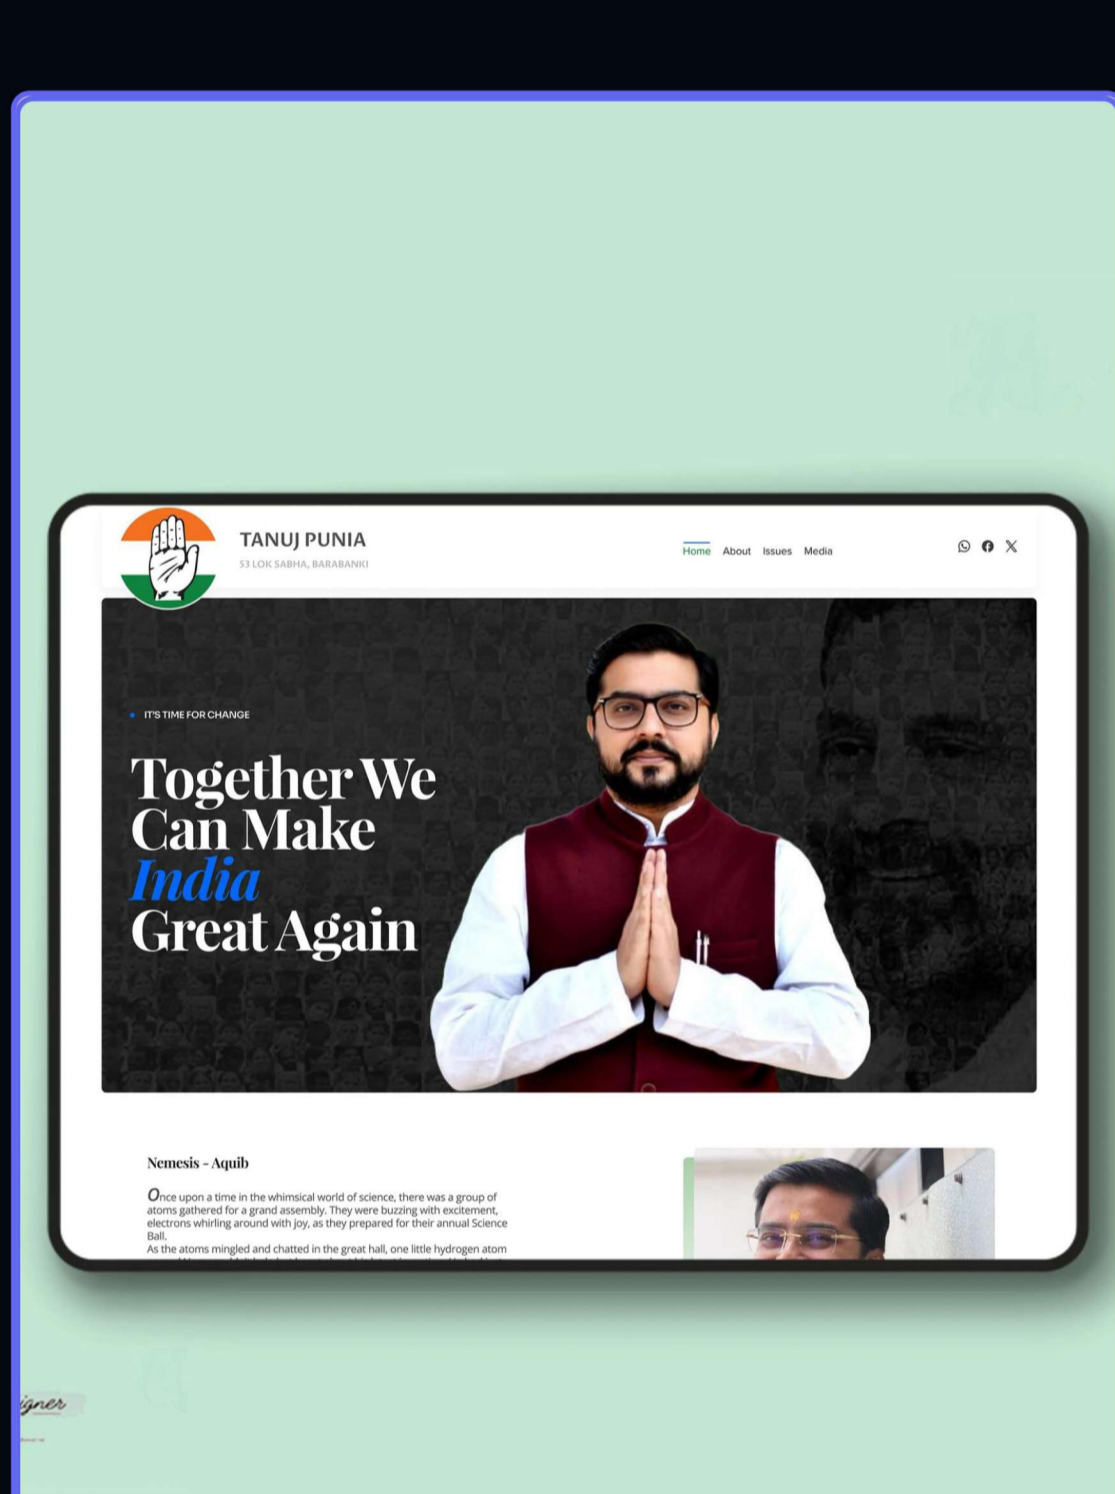 TANUJ PUNIA
53 LOK SABHA, BARABANKI
Home About Issues Media
IT'S TIME FOR CHANGE
Together We
Can Make
India
Great Again
Nemesis - Aquib
Once upon a time in the whimsical world of science, there was a group of
atoms gathered for a grand assembly. They were buzzing with excitement,
electrons whirling around with joy, as they prepared for their annual Science
Ball.
As the atoms mingled and chatted in the great hall, one little hydrogen atom
igner